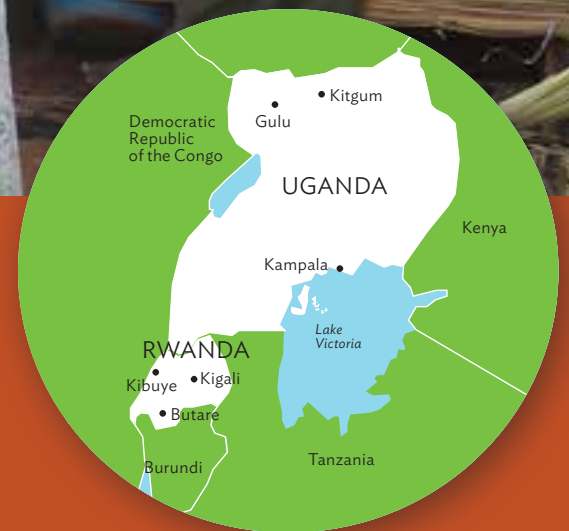 Kitgum
Gulu
Democratic
Republic
of the Congo
UGANDA
Kenya
Kampala
Lake
Victoria
RWANDA
Kibuye
Kigali
Butare
Burundi
Tanzania